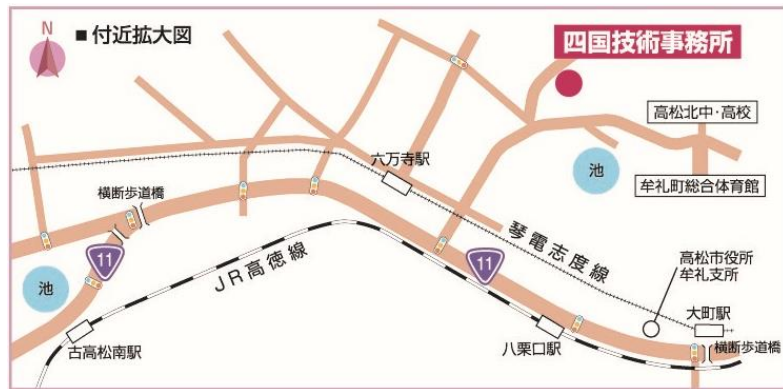 N
■ 付近拡大図
四国技術事務所
高松北中・高校
六万寺駅
池
牟礼町総合体育館
横断歩道橋
琴電志度線
11
11
JR高徳線
高松市役所
牟礼支所
池
大町駅
古高松南駅
八栗口駅
横断歩道橋